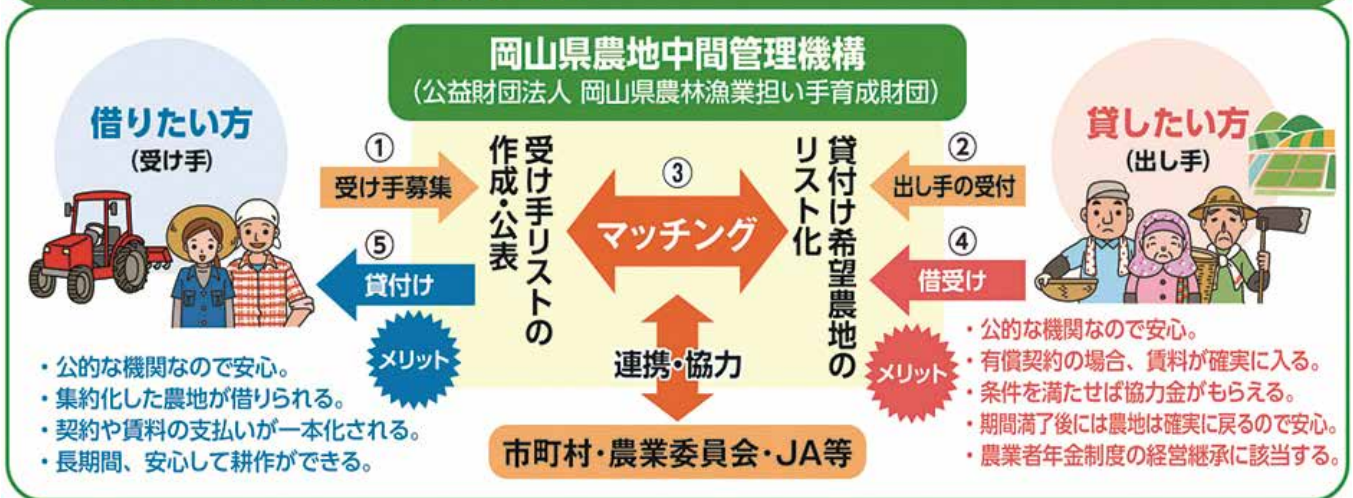 岡山県農地中間管理機構
(公益財団法人 岡山県農林漁業担い手育成財団)
借りたい方
(受け手)
①
受け手募集
⑤
貸付け
受け手リストの
作成・公表
③
マッチング
貸付け希望農地の
リスト化
②
出し手の受付
④
借受け
貸したい方
(出し手)
メリット
・公的な機関なので安心。
・集約化した農地が借りられる。
・契約や賃料の支払いが一本化される。
・長期間、安心して耕作ができる。
連携・協力
市町村・農業委員会・JA等
メリット
・公的な機関なので安心。
・有償契約の場合、賃料が確実に入る。
・条件を満たせば協力金がもらえる。
・期間満了後には農地は確実に戻るので安心。
・農業者年金制度の経営継承に該当する。